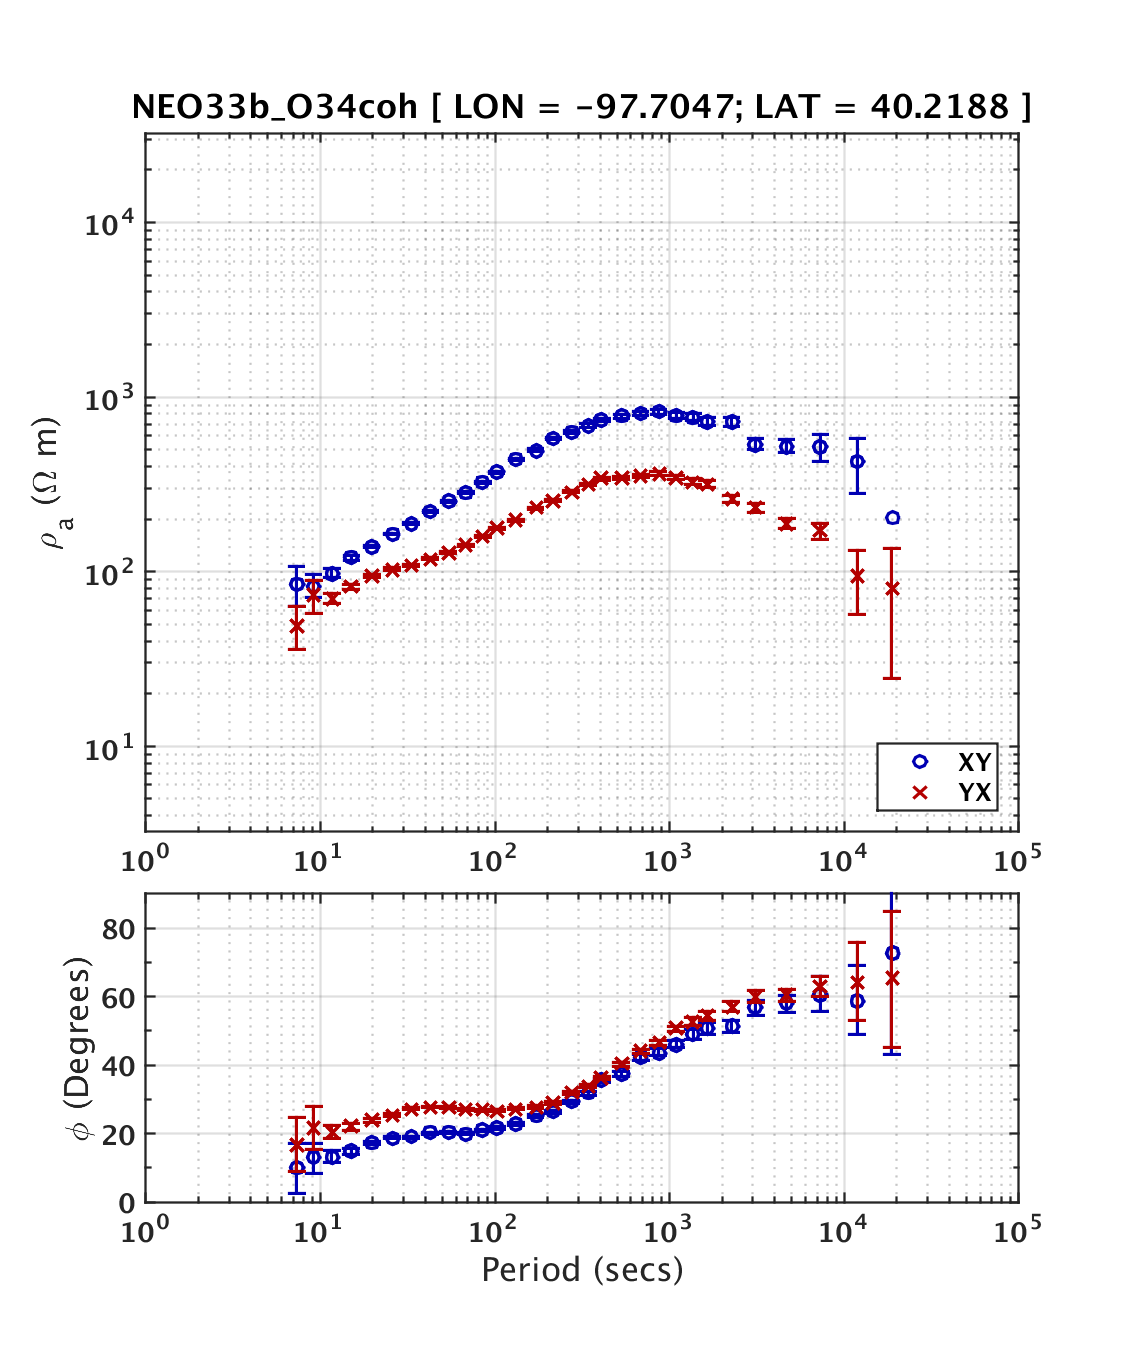 NEO33b_O34coh [ LON = -97.7047; LAT = 40.2188 ]
10⁴
10³
10²
10¹
ρₐ (Ω m)
XY
YX
10⁰ 10¹ 10² 10³ 10⁴ 10⁵
80
60
40
20
0
ϕ (Degrees)
10⁰ 10¹ 10² 10³ 10⁴ 10⁵
Period (secs)